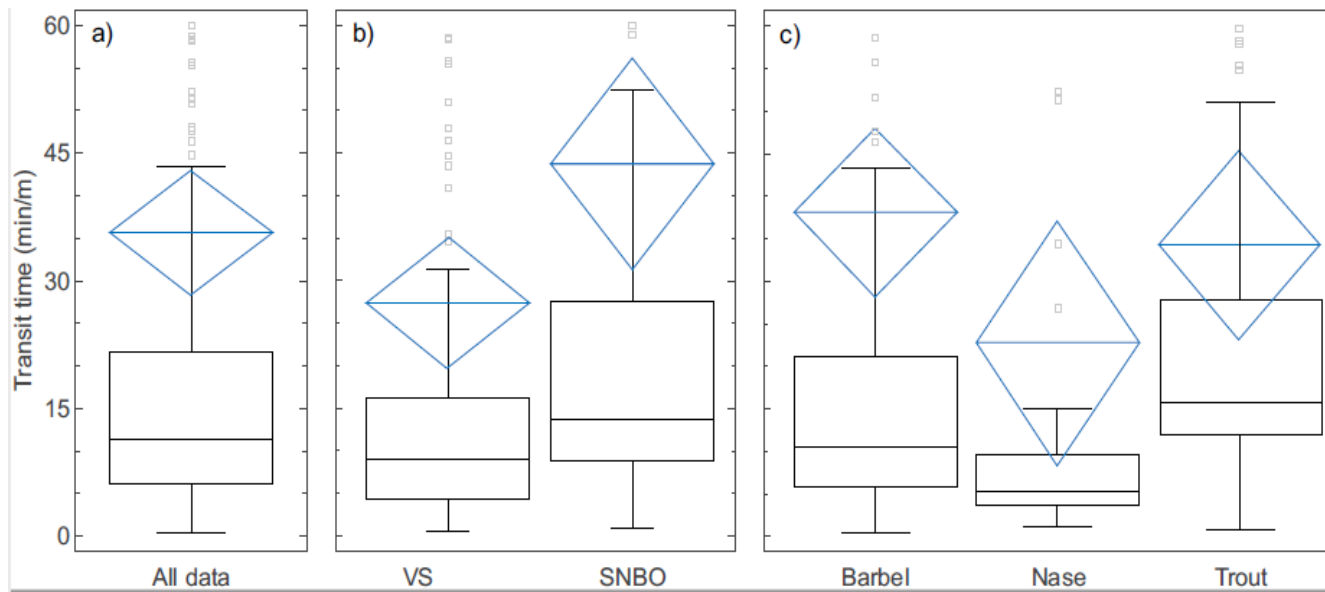 a)
b)
c)
60
45
30
15
0
Transit time (min/m)
All data
VS
SNBO
Barbel
Nase
Trout